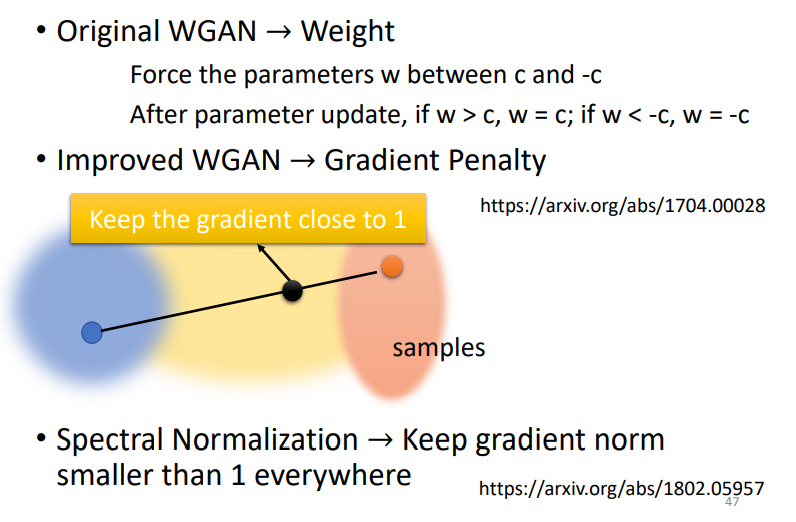 • Original WGAN → Weight
Force the parameters w between c and -c
After parameter update, if w > c, w = c; if w < -c, w = -c
• Improved WGAN → Gradient Penalty
https://arxiv.org/abs/1704.00028
Keep the gradient close to 1
samples
• Spectral Normalization → Keep gradient norm
smaller than 1 everywhere
https://arxiv.org/abs/1802.05957
47